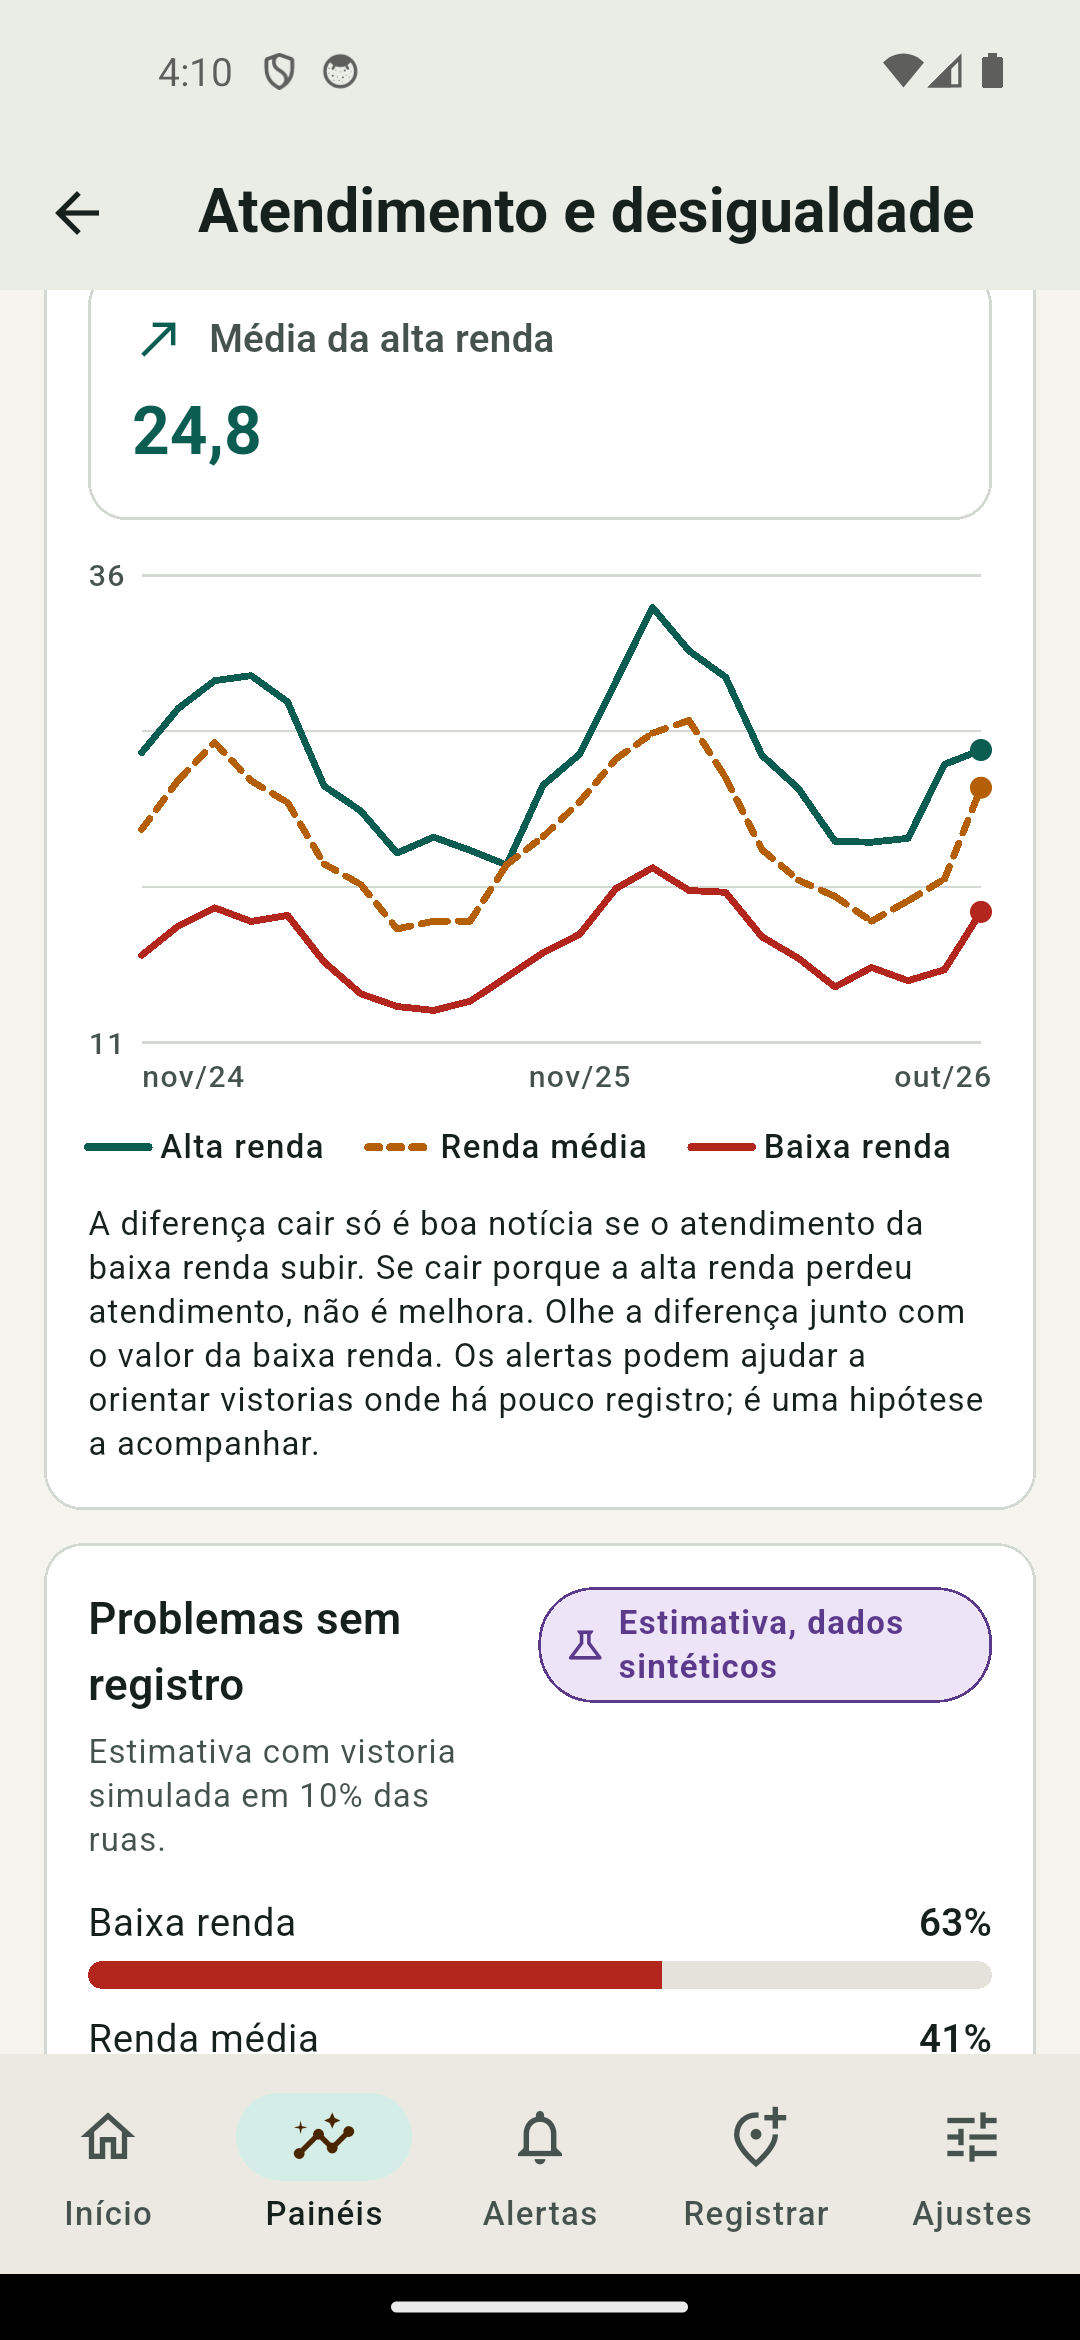 4:10
Atendimento e desigualdade
Média da alta renda
24,8
36
11
nov/24 nov/25 out/26
Alta renda Renda média Baixa renda
A diferença cair só é boa notícia se o atendimento da
baixa renda subir. Se cair porque a alta renda perdeu
atendimento, não é melhora. Olhe a diferença junto com
o valor da baixa renda. Os alertas podem ajudar a
orientar vistorias onde há pouco registro; é uma hipótese
a acompanhar.
Problemas sem
registro
Estimativa, dados
sintéticos
Estimativa com vistoria
simulada em 10% das
ruas.
Baixa renda 63%
Renda média 41%
Início Painéis Alertas Registrar Ajustes